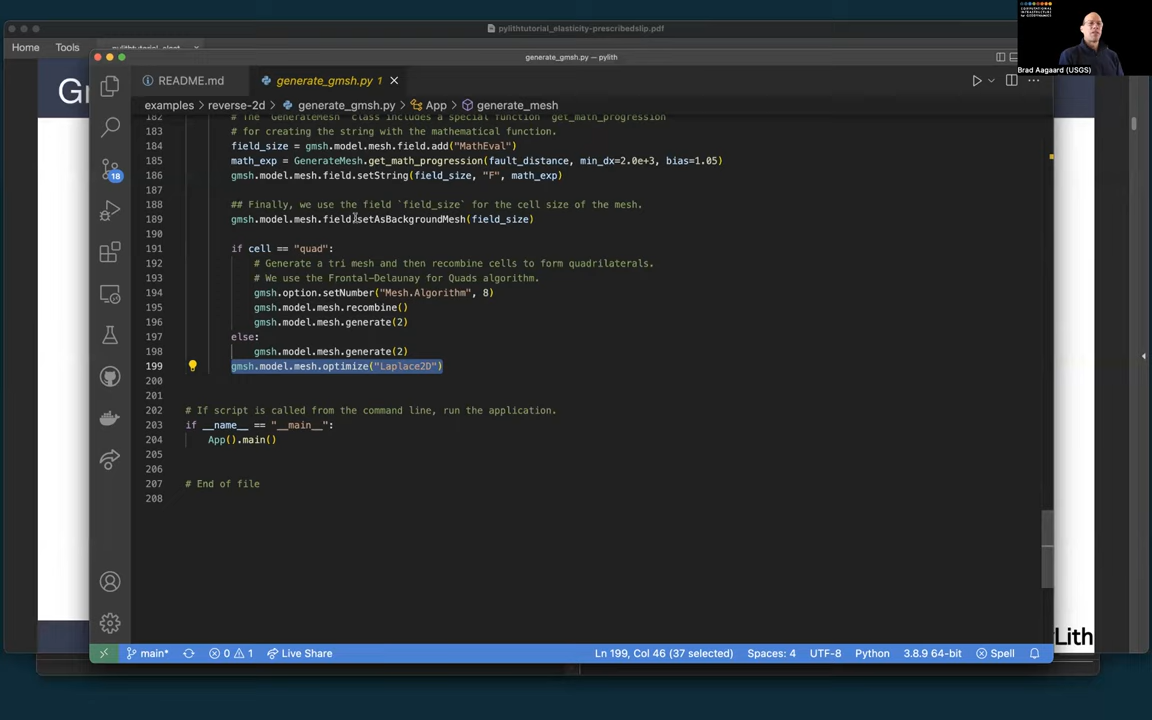 COMPUTATIONAL
INFRASTRUCTURE
for GEODYNAMICS
Brad Aagaard (USGS)
pylithtutorial_elasticity-prescribedslip.pdf
Home
Tools
pylithtutorial_elast
generate_gmsh.py — pylith
README.md
generate_gmsh.py 1
examples > reverse-2d > generate_gmsh.py > App > generate_mesh
182 # The `GenerateMesh` class includes a special function `get_math_progression`
183 # for creating the string with the mathematical function.
184 field_size = gmsh.model.mesh.field.add("MathEval")
185 math_exp = GenerateMesh.get_math_progression(fault_distance, min_dx=2.0e+3, bias=1.05)
186 gmsh.model.mesh.field.setString(field_size, "F", math_exp)
187
188 ## Finally, we use the field `field_size` for the cell size of the mesh.
189 gmsh.model.mesh.field.setAsBackgroundMesh(field_size)
190
191 if cell == "quad":
192 # Generate a tri mesh and then recombine cells to form quadrilaterals.
193 # We use the Frontal-Delaunay for Quads algorithm.
194 gmsh.option.setNumber("Mesh.Algorithm", 8)
195 gmsh.model.mesh.recombine()
196 gmsh.model.mesh.generate(2)
197 else:
198 gmsh.model.mesh.generate(2)
199 gmsh.model.mesh.optimize("Laplace2D")
200
201
202 # If script is called from the command line, run the application.
203 if __name__ == "__main__":
204 App().main()
205
206
207 # End of file
208
18
Lith
main* 0 1 Live Share Ln 199, Col 46 (37 selected) Spaces: 4 UTF-8 Python 3.8.9 64-bit Spell